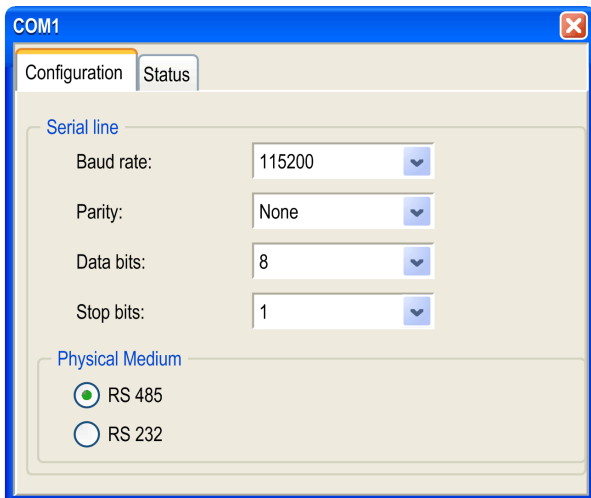 COM1
Configuration Status
Serial line
Baud rate: 115200
Parity: None
Data bits: 8
Stop bits: 1
Physical Medium
RS 485
RS 232